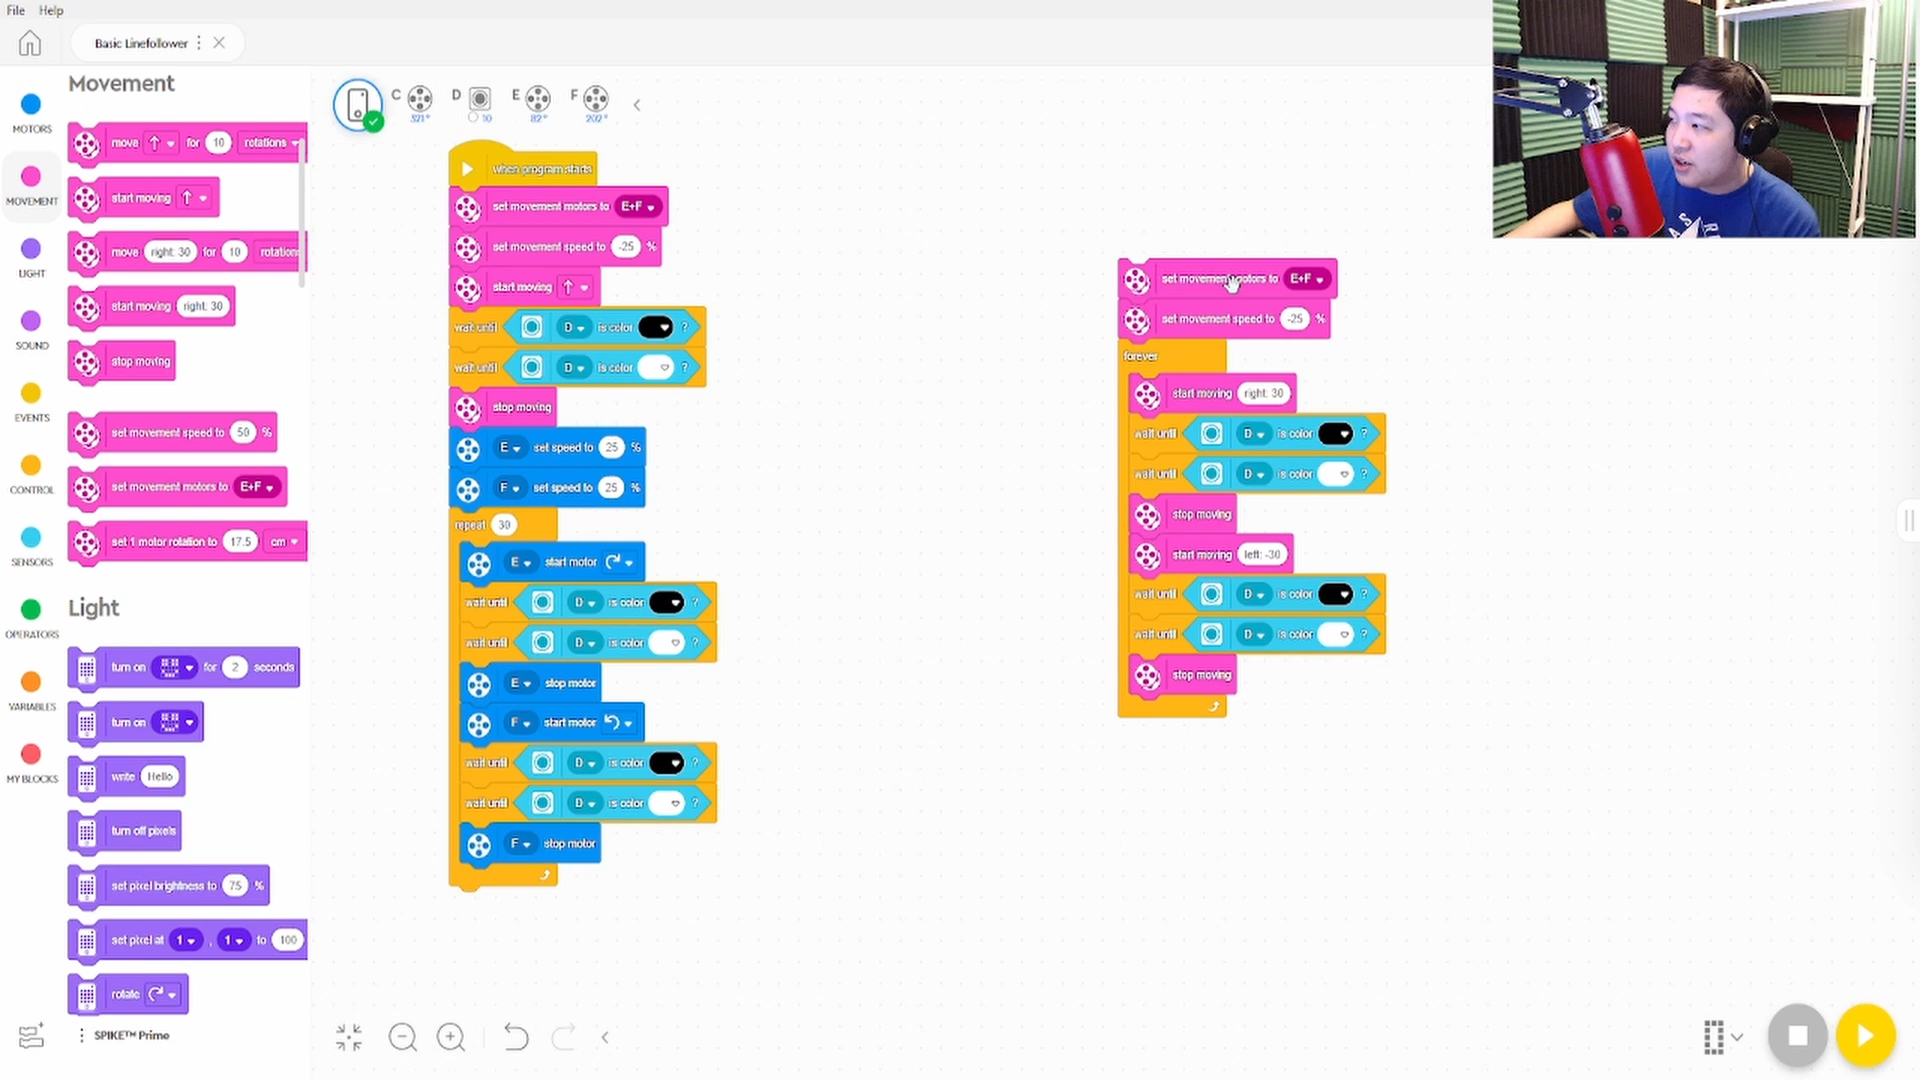 File Help
Basic Linefollower
Movement
MOTORS
MOVEMENT
LIGHT
SOUND
EVENTS
CONTROL
SENSORS
OPERATORS
VARIABLES
MY BLOCKS
move for 10 rotations
start moving
move right: 30 for 10 rotation
start moving right: 30
stop moving
set movement speed to 50 %
set movement motors to E+F
set 1 motor rotation to 17.5 cm
Light
turn on for 2 seconds
turn on
write Hello
turn off pixels
set pixel brightness to 75 %
set pixel at 1 , 1 to 100
rotate
SPIKE™ Prime
C D E F
321° 10 82° 202°
when program starts
set movement motors to E+F
set movement speed to -25 %
start moving
wait until D is color ?
wait until D is color ?
stop moving
E set speed to 25 %
F set speed to 25 %
repeat 30
E start motor
wait until D is color ?
wait until D is color ?
E stop motor
F start motor
wait until D is color ?
wait until D is color ?
F stop motor
set movement motors to E+F
set movement speed to -25 %
forever
start moving right: 30
wait until D is color ?
wait until D is color ?
stop moving
start moving left: -30
wait until D is color ?
wait until D is color ?
stop moving